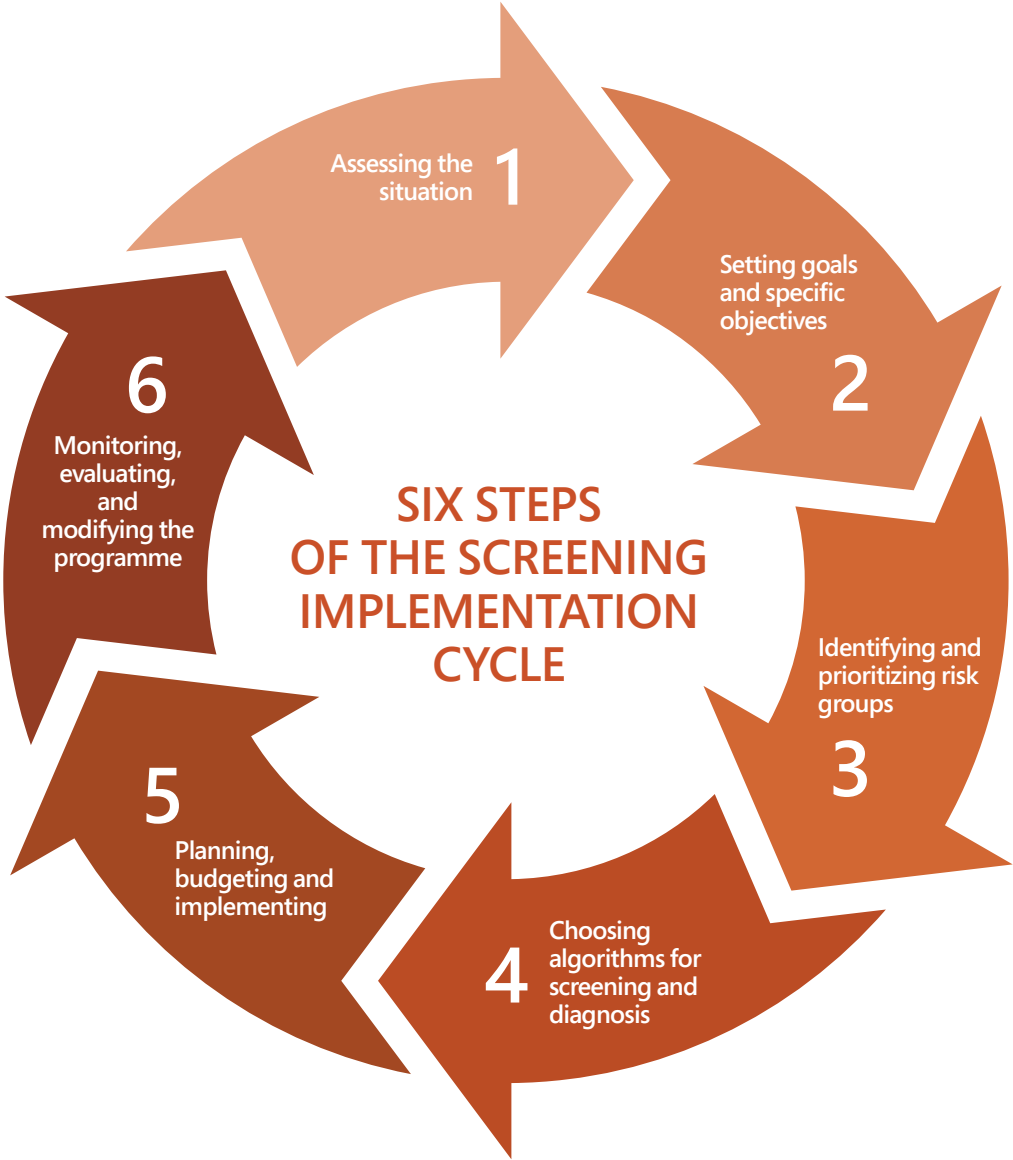 Assessing the
situation
1
Setting goals
and specific
objectives
2
Identifying and
prioritizing risk
groups
3
Choosing
algorithms for
screening and
diagnosis
4
Planning,
budgeting and
implementing
5
Monitoring,
evaluating,
and
modifying the
programme
6
SIX STEPS
OF THE SCREENING
IMPLEMENTATION
CYCLE